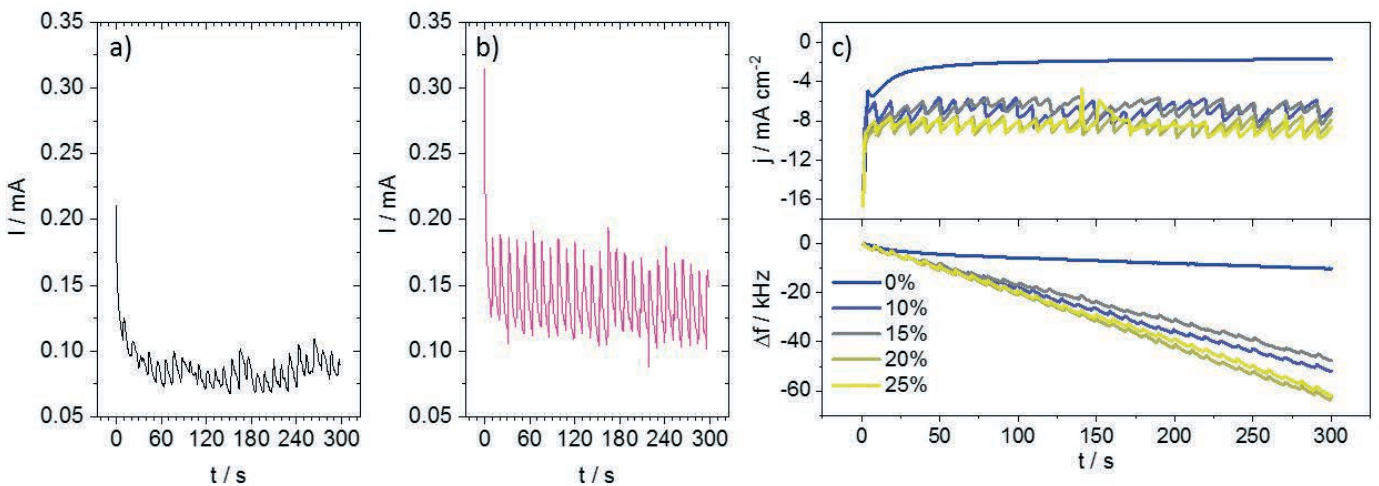 a)
0.35
0.30
0.25
0.20
0.15
0.10
0.05
I / mA
0 60 120 180 240 300
t / s
b)
0.35
0.30
0.25
0.20
0.15
0.10
0.05
I / mA
0 60 120 180 240 300
t / s
c)
0
-4
-8
-12
-16
j / mA cm⁻²
0
-20
-40
-60
Δf / kHz
0%
10%
15%
20%
25%
0 50 100 150 200 250 300
t / s